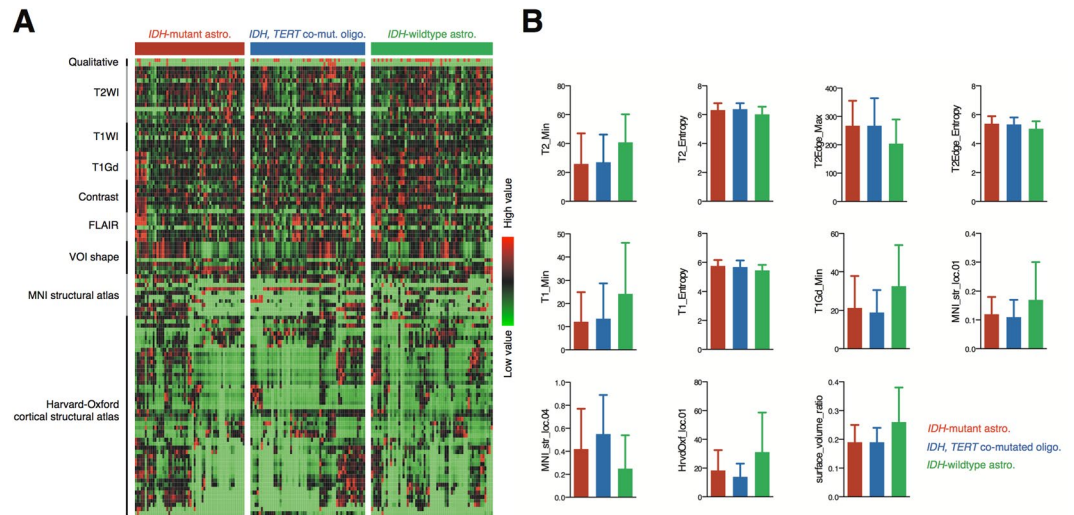 A
IDH-mutant astro.
IDH, TERT co-mut. oligo.
IDH-wildtype astro.
Qualitative
T2WI
T1WI
T1Gd
Contrast
FLAIR
VOI shape
MNI structural atlas
Harvard-Oxford
cortical structural atlas
High value
Low value
B
T2_Min
80
60
40
20
0
T2_Entropy
8
6
4
2
0
T2Edge_Max
400
300
200
100
0
T2Edge_Entropy
8
6
4
2
0
T1_Min
50
40
30
20
10
0
T1_Entropy
8
6
4
2
0
T1Gd_Min
60
40
20
0
MNI_str_loc.01
0.4
0.3
0.2
0.1
0.0
MNI_str_loc.04
1.0
0.8
0.6
0.4
0.2
0.0
HrvdOxf_loc.01
80
60
40
20
0
surface_volume_ratio
0.4
0.3
0.2
0.1
0.0
IDH-mutant astro.
IDH, TERT co-mutated oligo.
IDH-wildtype astro.